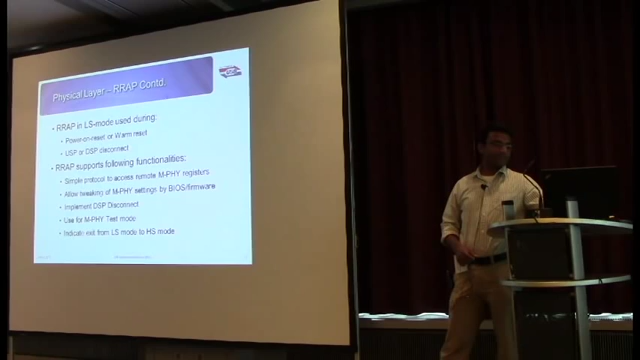 Physical Layer – RRAP Contd.
RRAP in LS-mode used during:
Power-on-reset or Warm reset
USP or DSP disconnect
RRAP supports following functionalities:
Simple protocol to access remote M-PHY registers
Allow tweaking of M-PHY settings by BIOS/firmware
Implement DSP Disconnect
Use for M-PHY Test mode
Indicate exit from LS mode to HS mode